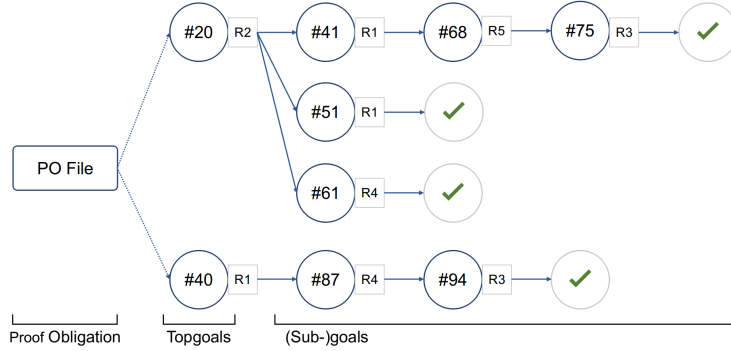 #20 R2 #41 R1 #68 R5 #75 R3
#51 R1
PO File
#61 R4
#40 R1 #87 R4 #94 R3
Proof Obligation Topgoals (Sub-)goals